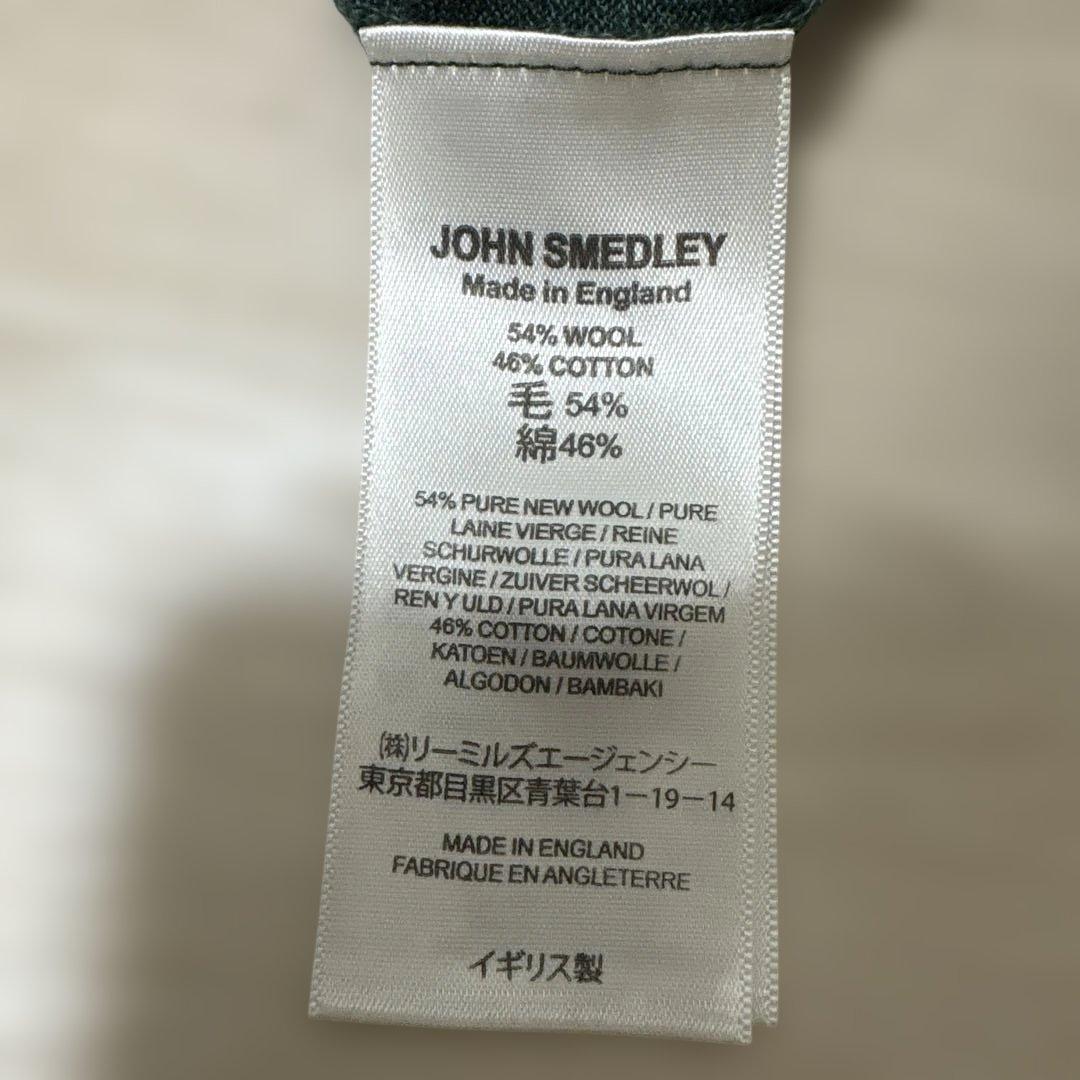 JOHN SMEDLEY
Made in England
54% WOOL
46% COTTON
毛 54%
綿46%
54% PURE NEW WOOL / PURE
LAINE VIERGE / REINE
SCHURWOLLE / PURA LANA
VERGINE / ZUIVER SCHEERWOL /
REN Y ULD / PURA LANA VIRGEM
46% COTTON / COTONE /
KATOEN / BAUMWOLLE /
ALGODON / BAMBAKI
(株)リーミルズエージェンシー
東京都目黒区青葉台1－19－14
MADE IN ENGLAND
FABRIQUE EN ANGLETERRE
イギリス製